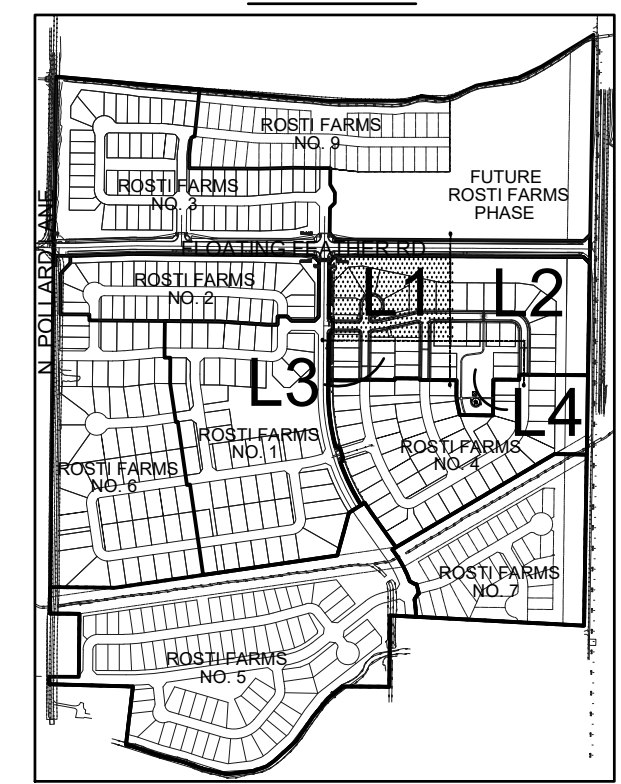 ROSTI FARMS
NO. 9
FUTURE
ROSTI FARMS
PHASE
ROSTI FARMS
NO. 3
N. POLLARD LANE
FLOATING FEATHER RD
ROSTI FARMS
NO. 2
L1
L2
L3
L4
ROSTI FARMS
NO. 1
ROSTI FARMS
NO. 4
ROSTI FARMS
NO. 6
ROSTI FARMS
NO. 7
ROSTI FARMS
NO. 5